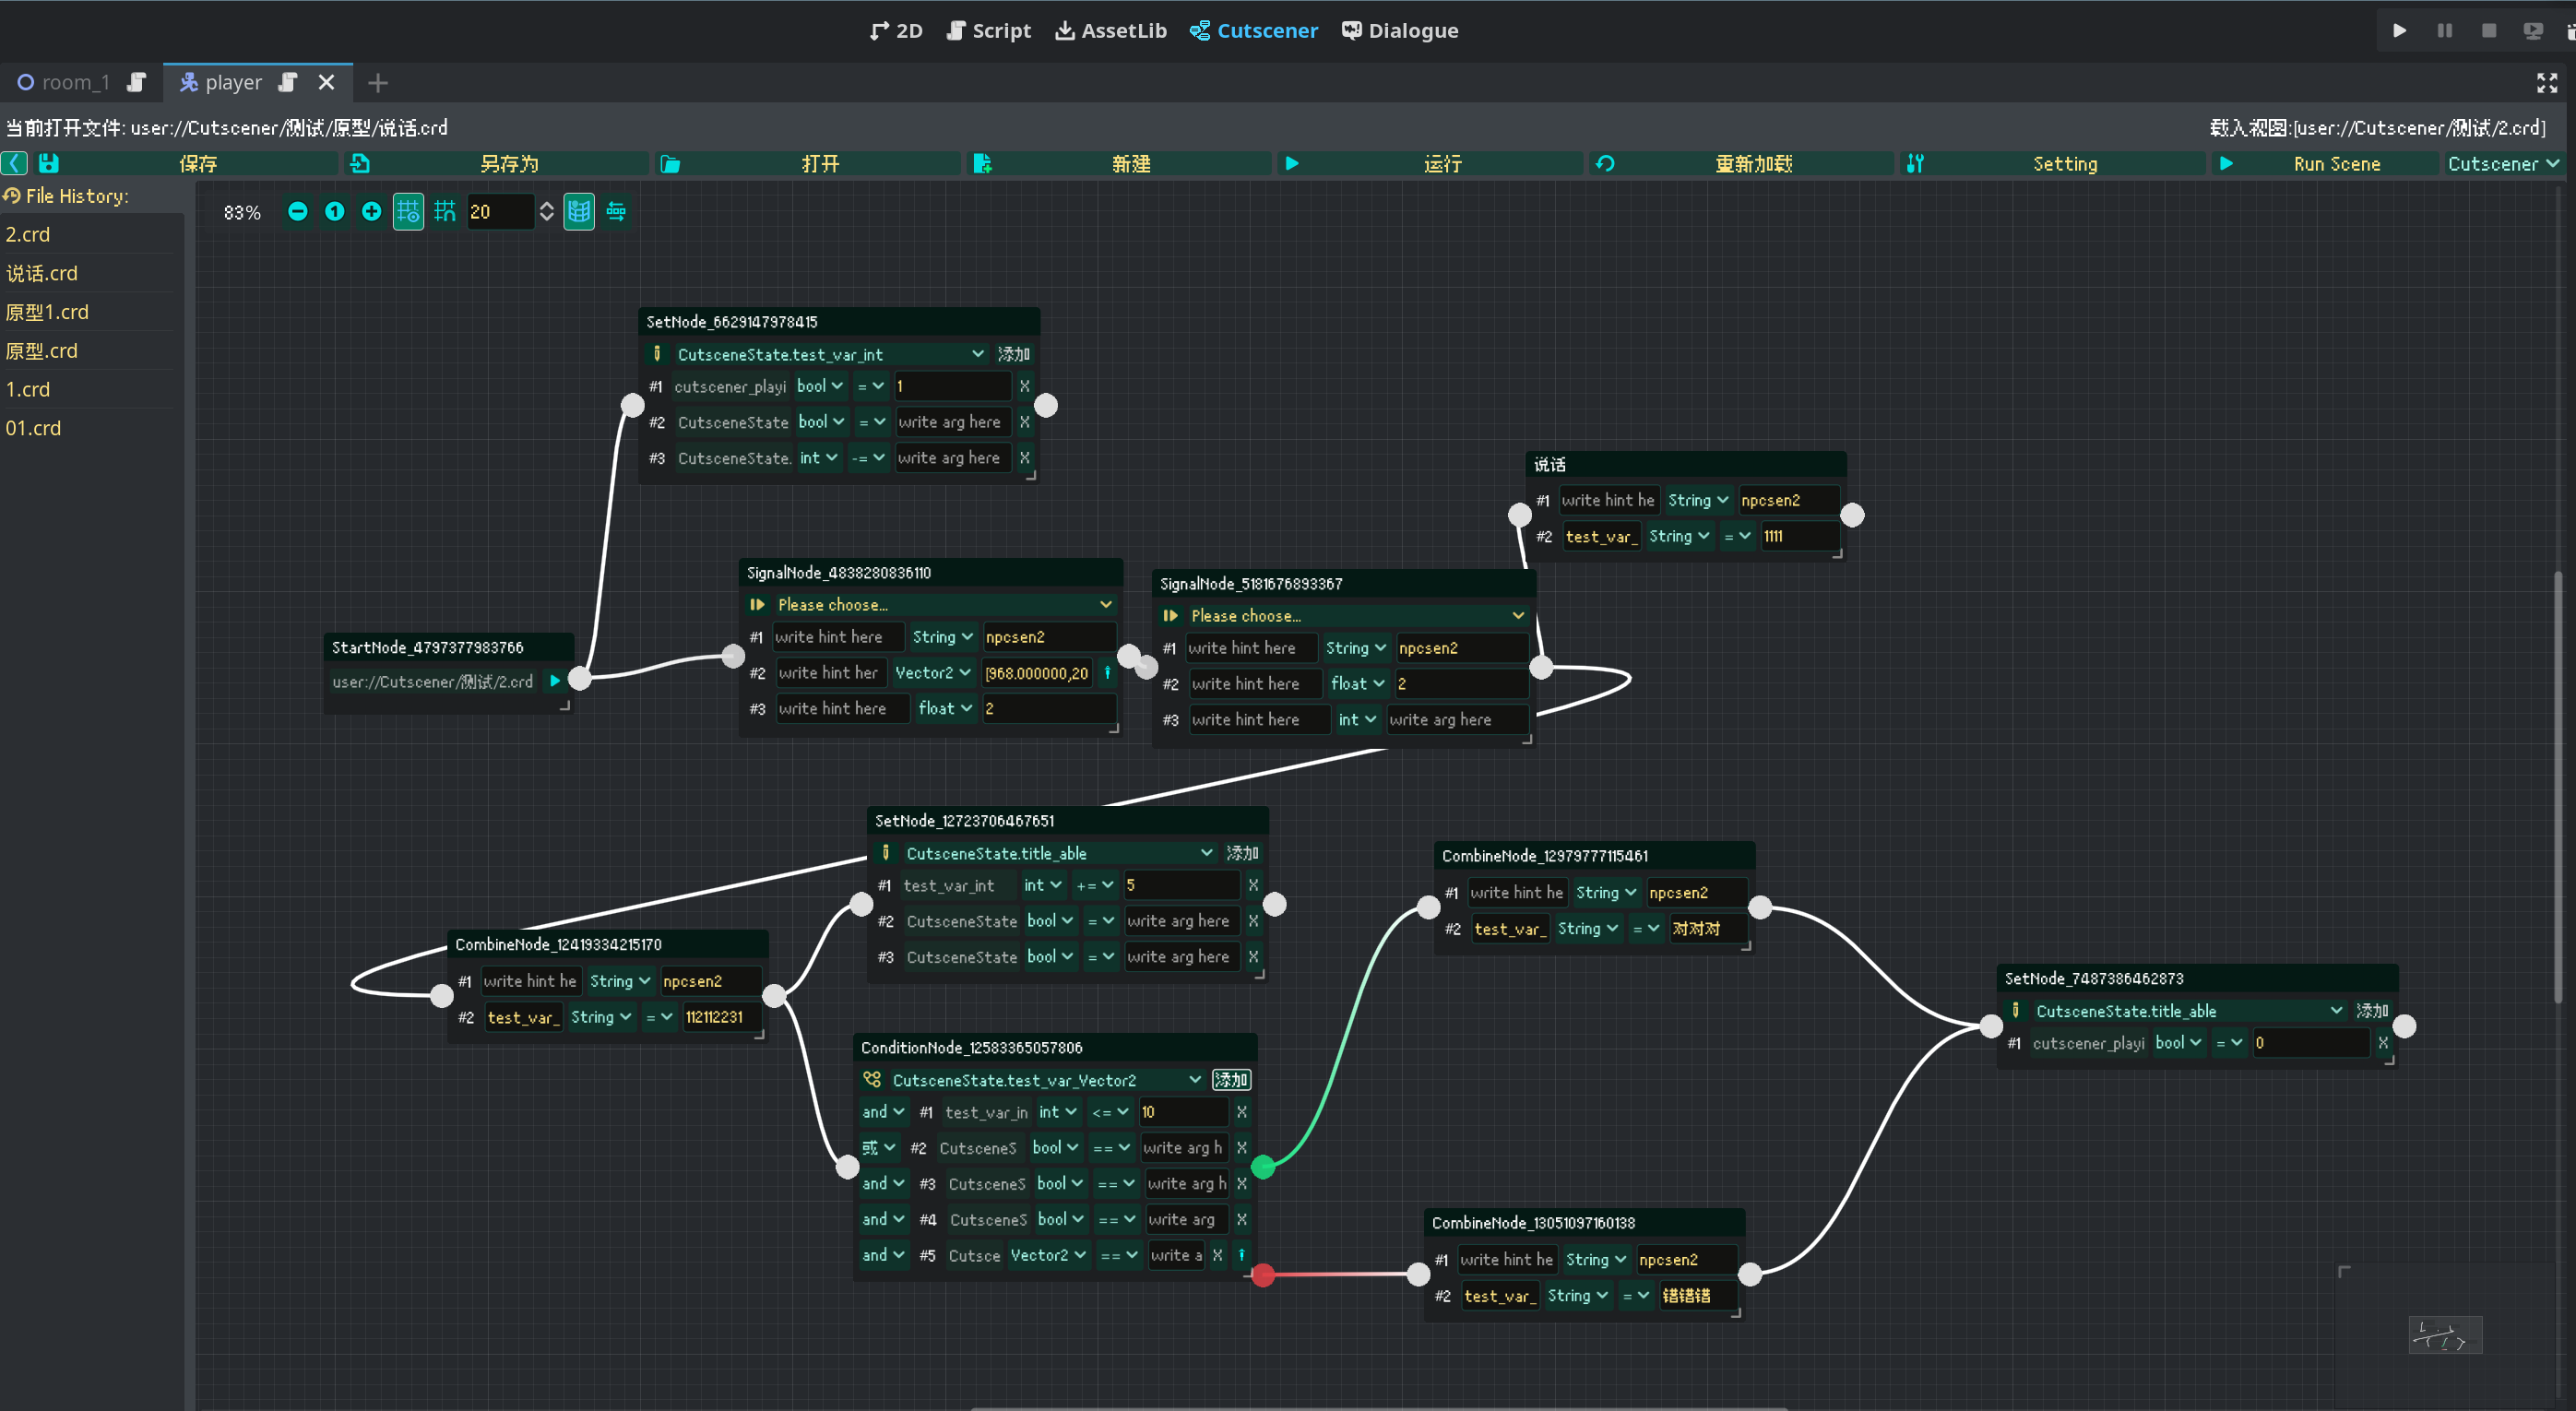 2D Script AssetLib Cutscener Dialogue
room_1 player
当前打开文件: user://Cutscener/测试/原型/说话.crd
载入视图:[user://Cutscener/测试/2.crd]
保存 另存为 打开 新建 运行 重新加载 Setting Run Scene Cutscener
File History:
2.crd
说话.crd
原型1.crd
原型.crd
1.crd
01.crd
83% 1 20
SetNode_6629147978415
CutsceneState.test_var_int 添加
#1 cutscener_playi bool = 1 X
#2 CutsceneState bool = write arg here X
#3 CutsceneState. int -= write arg here X
说话
#1 write hint he String npcsen2
#2 test_var_ String = 1111
SignalNode_4838280836110
Please choose...
#1 write hint here String npcsen2
#2 write hint her Vector2 [968.000000,20
#3 write hint here float 2
SignalNode_5181676893367
Please choose...
#1 write hint here String npcsen2
#2 write hint here float 2
#3 write hint here int write arg here
StartNode_4797377983766
user://Cutscener/测试/2.crd
SetNode_12723706467651
CutsceneState.title_able 添加
#1 test_var_int int += 5 X
#2 CutsceneState bool = write arg here X
#3 CutsceneState bool = write arg here X
CombineNode_12979777115461
#1 write hint he String npcsen2
#2 test_var_ String = 对对对
CombineNode_12419334215170
#1 write hint he String npcsen2
#2 test_var_ String = 112112231
SetNode_7487386462873
CutsceneState.title_able 添加
#1 cutscener_playi bool = 0 X
ConditionNode_12583365057806
CutsceneState.test_var_Vector2 添加
and #1 test_var_in int <= 10 X
或 #2 CutsceneS bool == write arg h X
and #3 CutsceneS bool == write arg h X
and #4 CutsceneS bool == write arg X
and #5 Cutsce Vector2 == write a X
CombineNode_13051097160138
#1 write hint he String npcsen2
#2 test_var_ String = 错错错